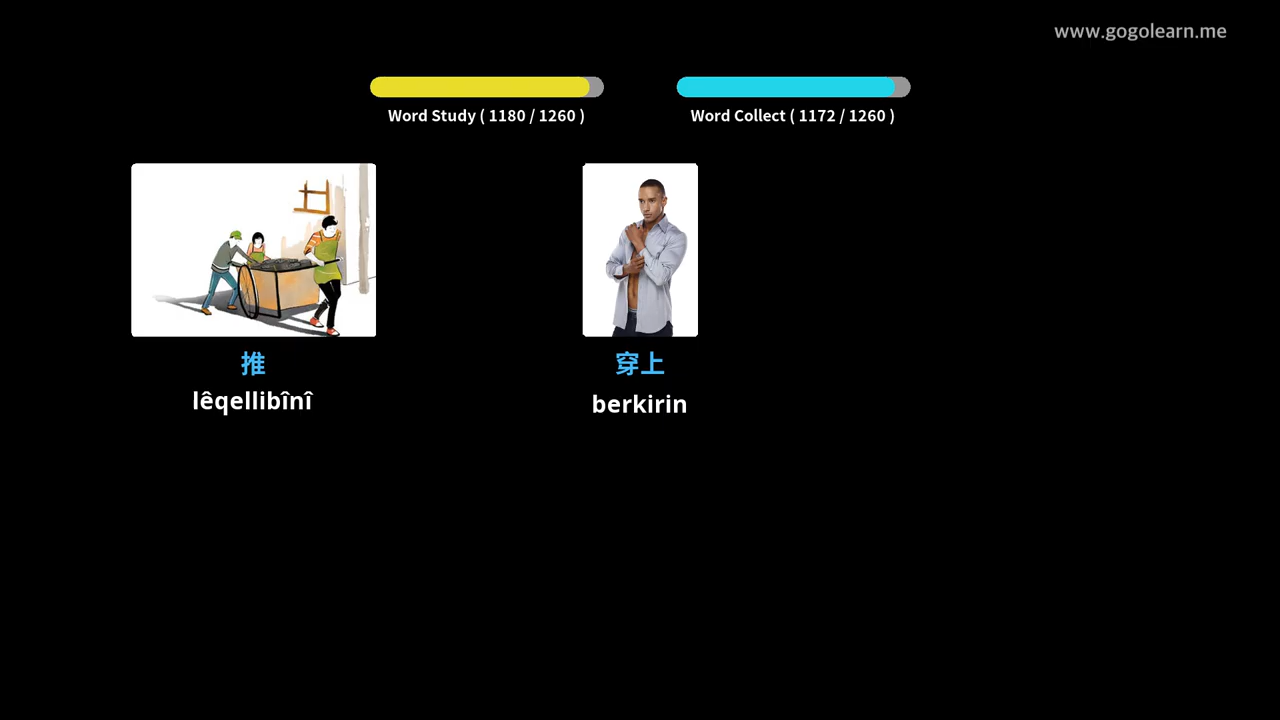 www.gogolearn.me
Word Study ( 1180 / 1260 )
Word Collect ( 1172 / 1260 )
推
lêqellibînî
穿上
berkirin